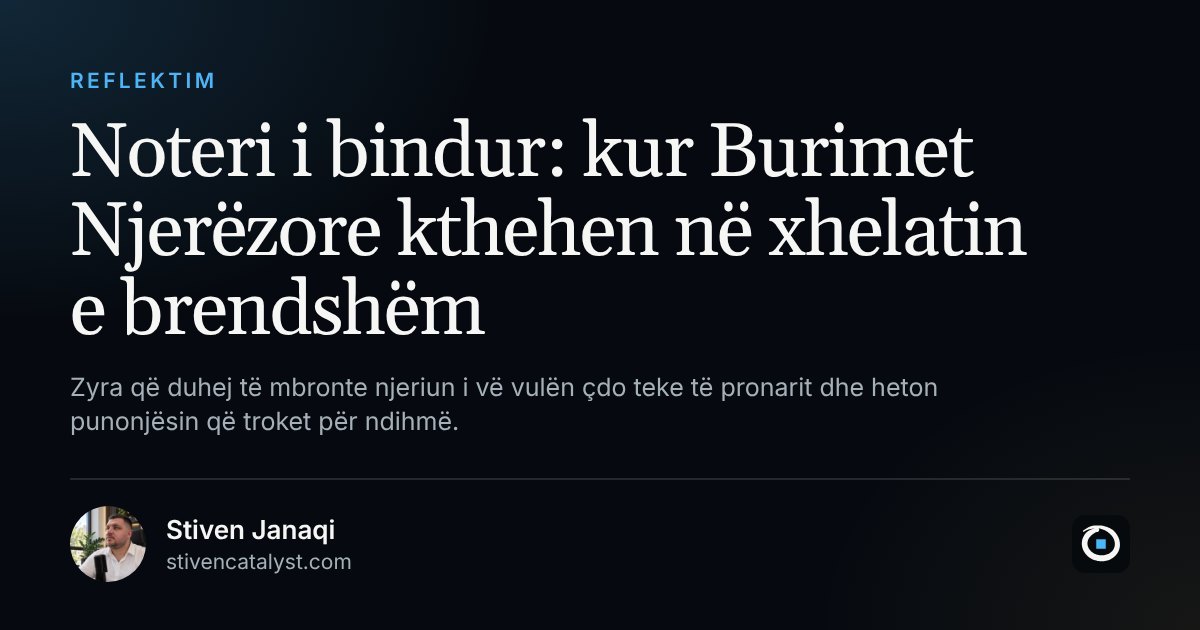 REFLEKTIM
Noteri i bindur: kur Burimet
Njerëzore kthehen në xhelatin
e brendshëm
Zyra që duhej të mbronte njeriun i vë vulën çdo teke të pronarit dhe heton
punonjësin që troket për ndihmë.
Stiven Janaqi
stivencatalyst.com